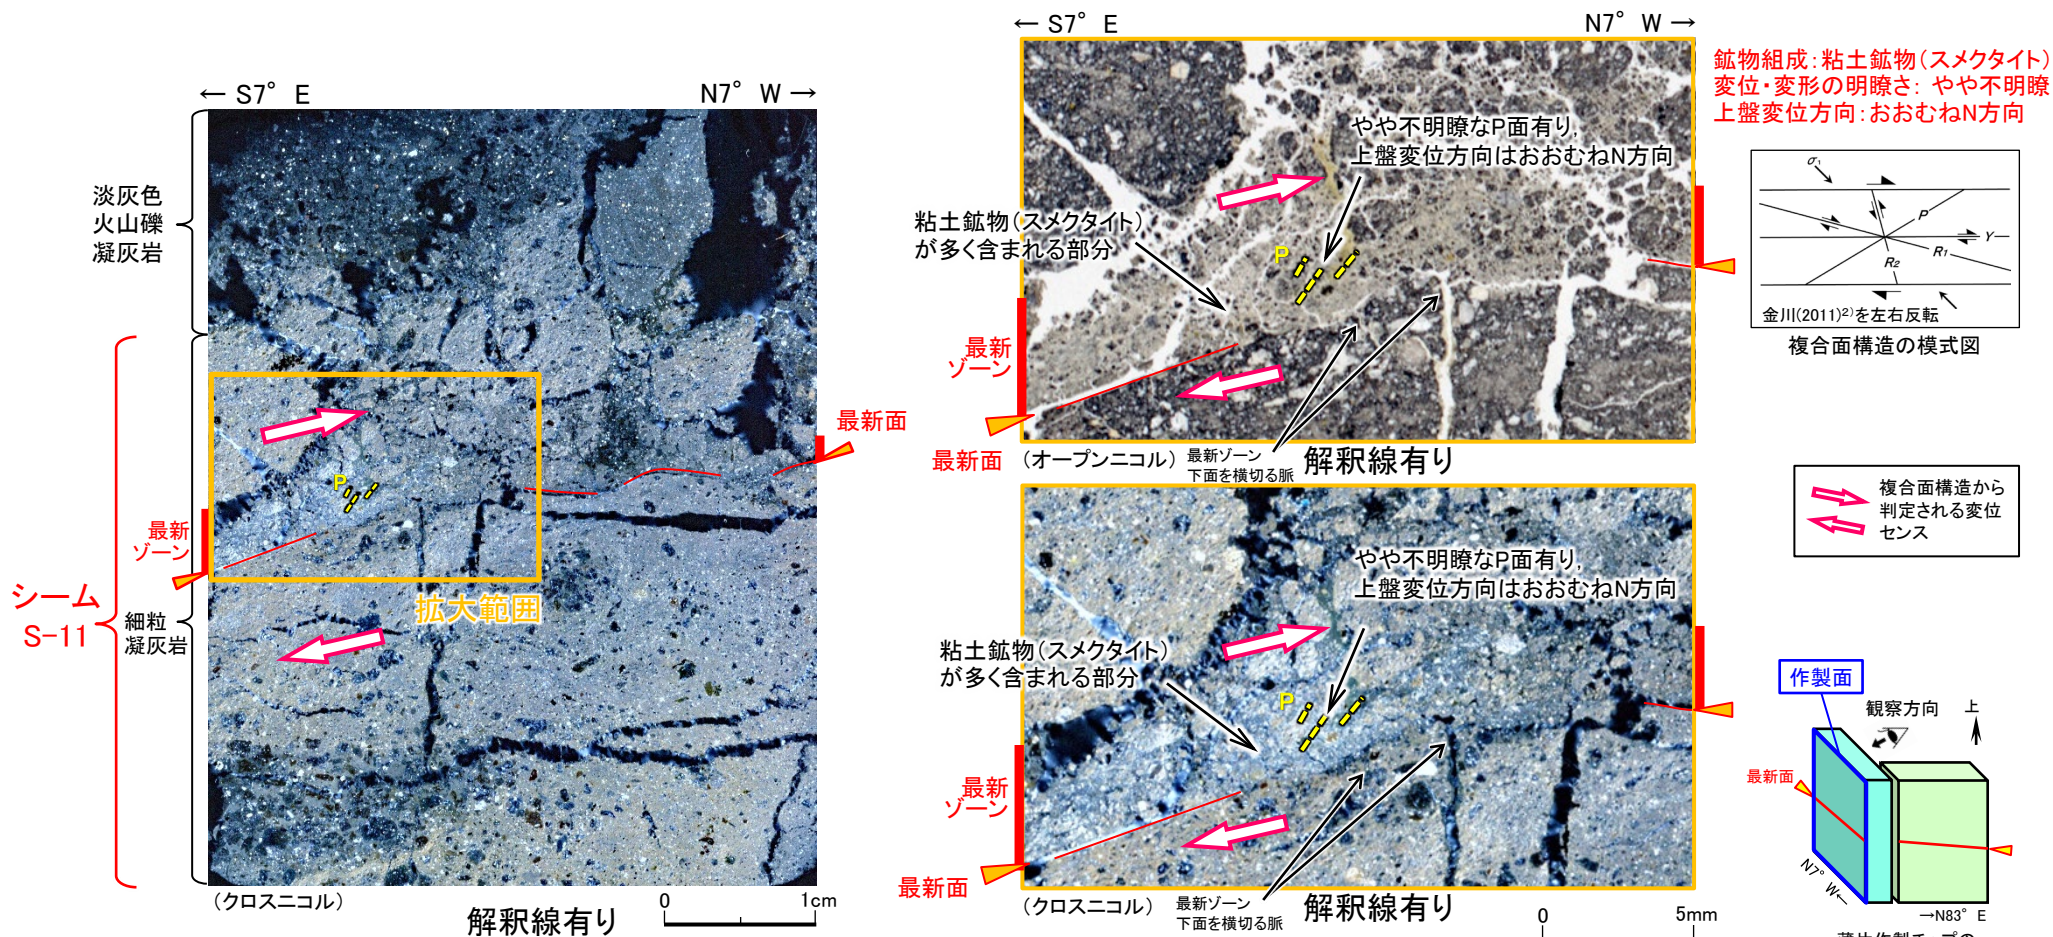 ← S7° E
N7° W →
淡灰色
火山礫
凝灰岩
シーム
S-11
細粒
凝灰岩
最新
ゾーン
最新面
P
拡大範囲
(クロスニコル)
解釈線有り
0
1cm
← S7° E
N7° W →
やや不明瞭なP面有り,
上盤変位方向はおおむねN方向
粘土鉱物(スメクタイト)
が多く含まれる部分
P
最新
ゾーン
最新面
(オープンニコル)
最新ゾーン
下面を横切る脈
解釈線有り
やや不明瞭なP面有り,
上盤変位方向はおおむねN方向
粘土鉱物(スメクタイト)
が多く含まれる部分
P
最新
ゾーン
最新面
(クロスニコル)
最新ゾーン
下面を横切る脈
解釈線有り
0
5mm
鉱物組成:粘土鉱物(スメクタイト)
変位・変形の明瞭さ: やや不明瞭
上盤変位方向:おおむねN方向
σ1
P
Y
R1
R2
金川(2011)2)を左右反転
複合面構造の模式図
複合面構造から
判定される変位
センス
作製面
観察方向
上
最新面
N7° W←
→N83° E